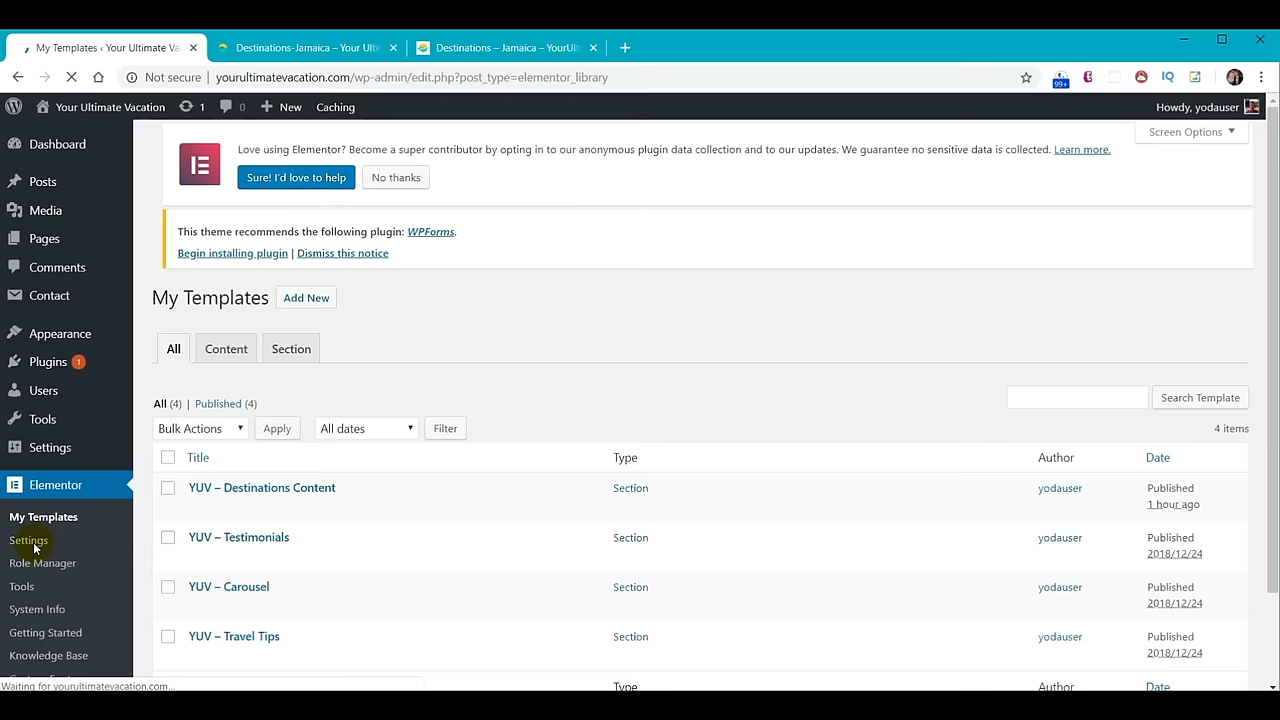 My Templates ‹ Your Ultimate Va
Destinations-Jamaica – Your Ulti
Destinations – Jamaica – YourUl
Not secure | yourultimatevacation.com/wp-admin/edit.php?post_type=elementor_library
99+
IQ
Your Ultimate Vacation 1 0 New Caching
Howdy, yodauser
Screen Options
Dashboard
Posts
Media
Pages
Comments
Contact
Appearance
Plugins 1
Users
Tools
Settings
Elementor
My Templates
Settings
Role Manager
Tools
System Info
Getting Started
Knowledge Base
Love using Elementor? Become a super contributor by opting in to our anonymous plugin data collection and to our updates. We guarantee no sensitive data is collected. Learn more.
Sure! I'd love to help No thanks
This theme recommends the following plugin: WPForms.
Begin installing plugin | Dismiss this notice
My Templates Add New
All Content Section
All (4) | Published (4)
Search Template
Bulk Actions Apply All dates Filter
4 items
Title Type Author Date
YUV – Destinations Content Section yodauser Published
1 hour ago
YUV – Testimonials Section yodauser Published
2018/12/24
YUV – Carousel Section yodauser Published
2018/12/24
YUV – Travel Tips Section yodauser Published
2018/12/24
Type Author Date
Waiting for yourultimatevacation.com...